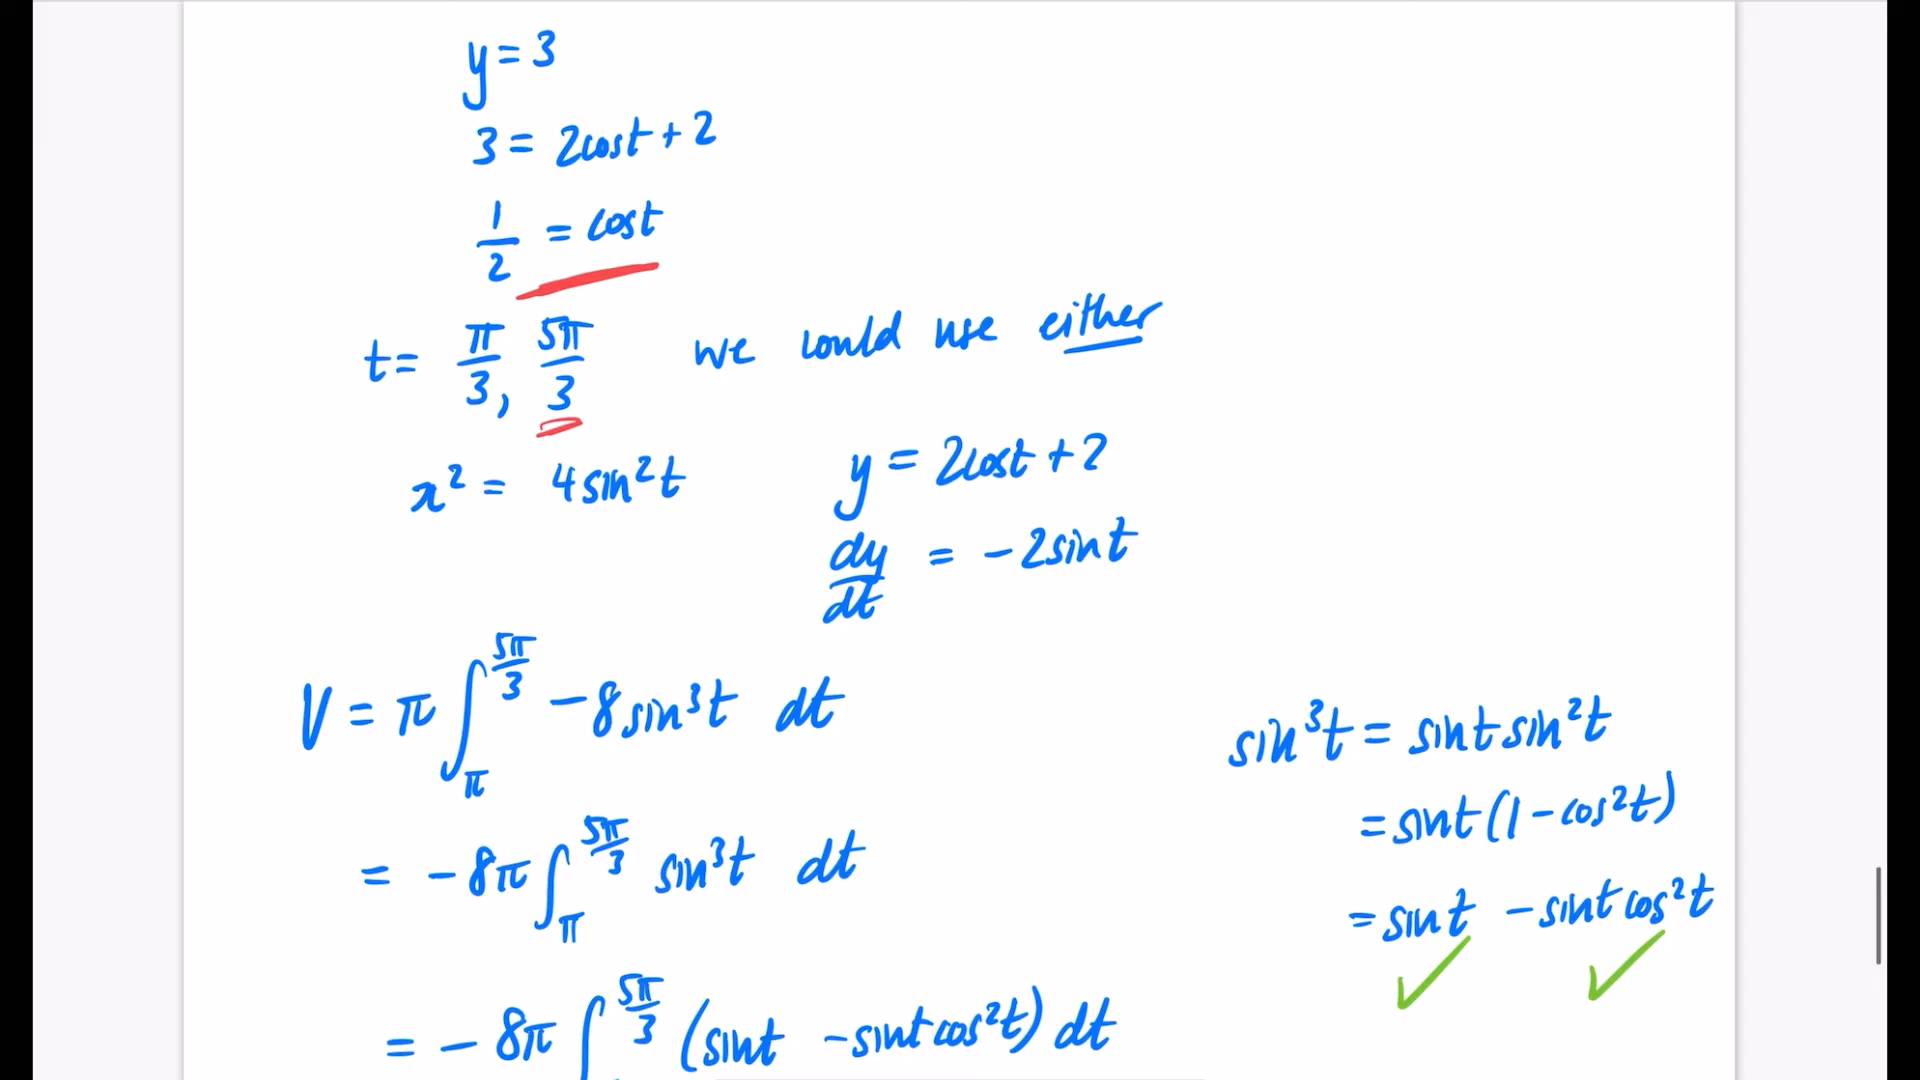 y = 3
3 = 2cost + 2
1/2 = cost
t = π/3, 5π/3 we could use either
x² = 4sin²t
y = 2cost + 2
dy/dt = -2sint
V = π ∫_π^{5π/3} -8sin³t dt
= -8π ∫_π^{5π/3} sin³t dt
= -8π ∫^{5π/3} (sint - sintcos²t) dt
sin³t = sintsin²t
= sint(1 - cos²t)
= sint - sintcos²t